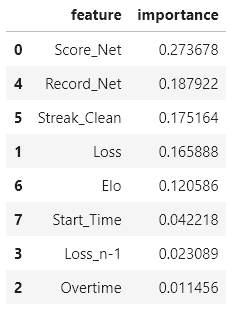 feature importance
0 Score_Net 0.273678
4 Record_Net 0.187922
5 Streak_Clean 0.175164
1 Loss 0.165888
6 Elo 0.120586
7 Start_Time 0.042218
3 Loss_n-1 0.023089
2 Overtime 0.011456